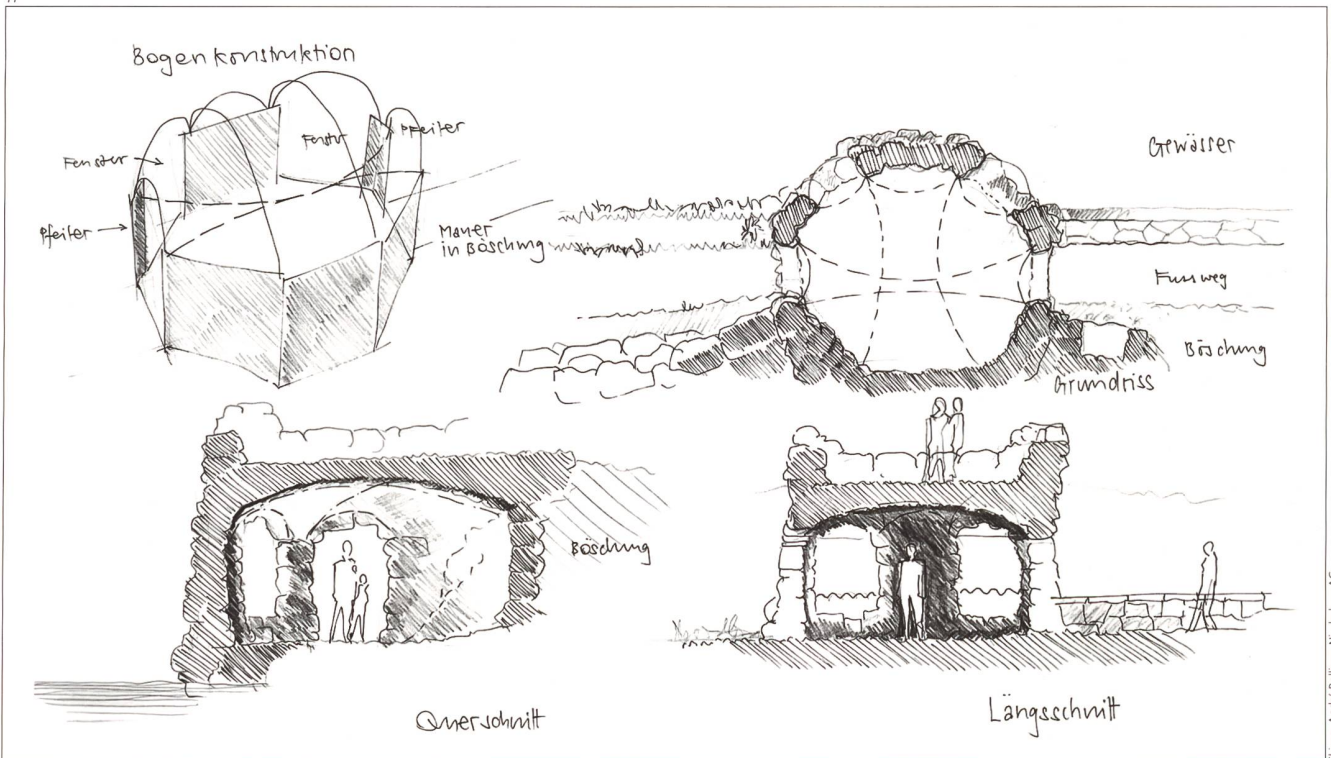 Bogenkonstruktion
Fenster
Fenster
Pfeiler
Pfeiler
Mauer
in Böschung
Gewässer
Fussweg
Böschung
Grundriss
Böschung
Querschnitt
Längsschnitt